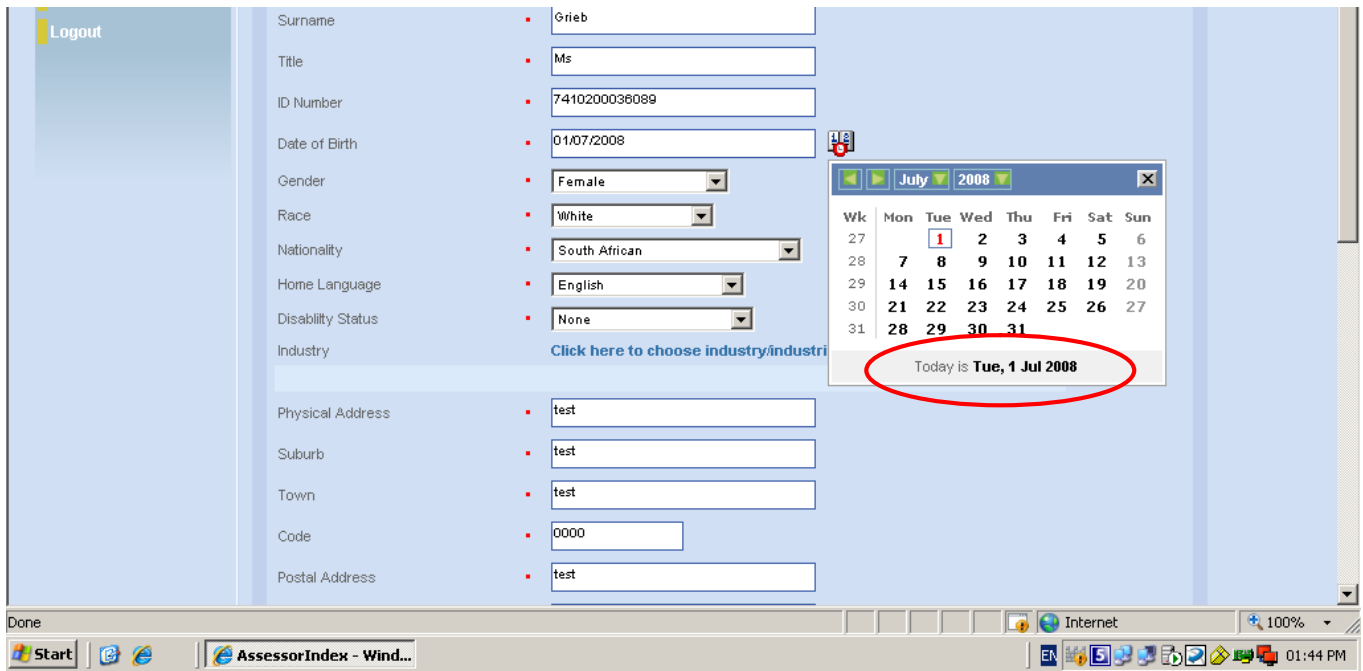 Logout
Surname Grieb
Title Ms
ID Number 7410200036089
Date of Birth 01/07/2008
Gender Female
Race White
Nationality South African
Home Language English
Disablity Status None
Industry Click here to choose industry/industri
July 2008
Wk Mon Tue Wed Thu Fri Sat Sun
27 1 2 3 4 5 6
28 7 8 9 10 11 12 13
29 14 15 16 17 18 19 20
30 21 22 23 24 25 26 27
31 28 29 30 31
Today is Tue, 1 Jul 2008
Physical Address test
Suburb test
Town test
Code 0000
Postal Address test
Done Internet 100%
Start AssessorIndex - Wind... EN 5 01:44 PM